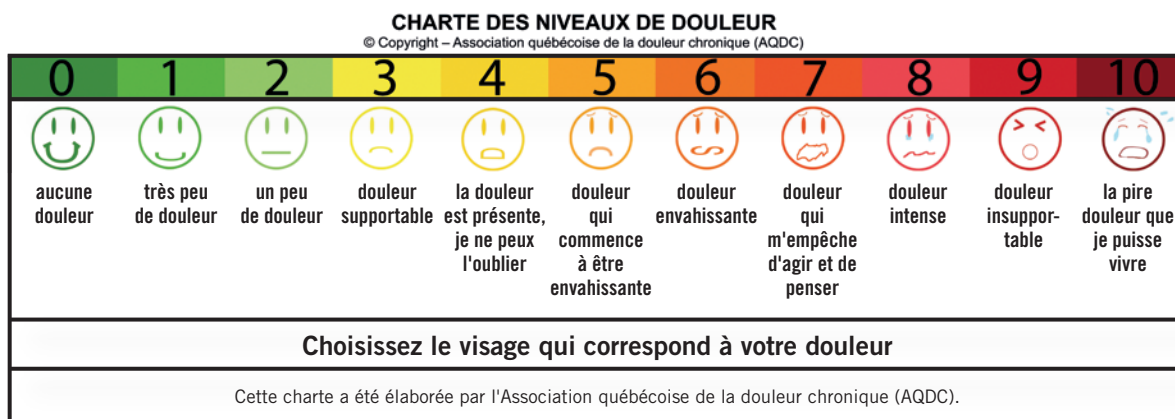 CHARTE DES NIVEAUX DE DOULEUR
© Copyright – Association québécoise de la douleur chronique (AQDC)
0 1 2 3 4 5 6 7 8 9 10
aucune
douleur
très peu
de douleur
un peu
de douleur
douleur
supportable
la douleur
est présente,
je ne peux
l'oublier
douleur
qui
commence
à être
envahissante
douleur
envahissante
douleur
qui
m'empêche
d'agir et de
penser
douleur
intense
douleur
insuppor-
table
la pire
douleur que
je puisse
vivre
Choisissez le visage qui correspond à votre douleur
Cette charte a été élaborée par l'Association québécoise de la douleur chronique (AQDC).